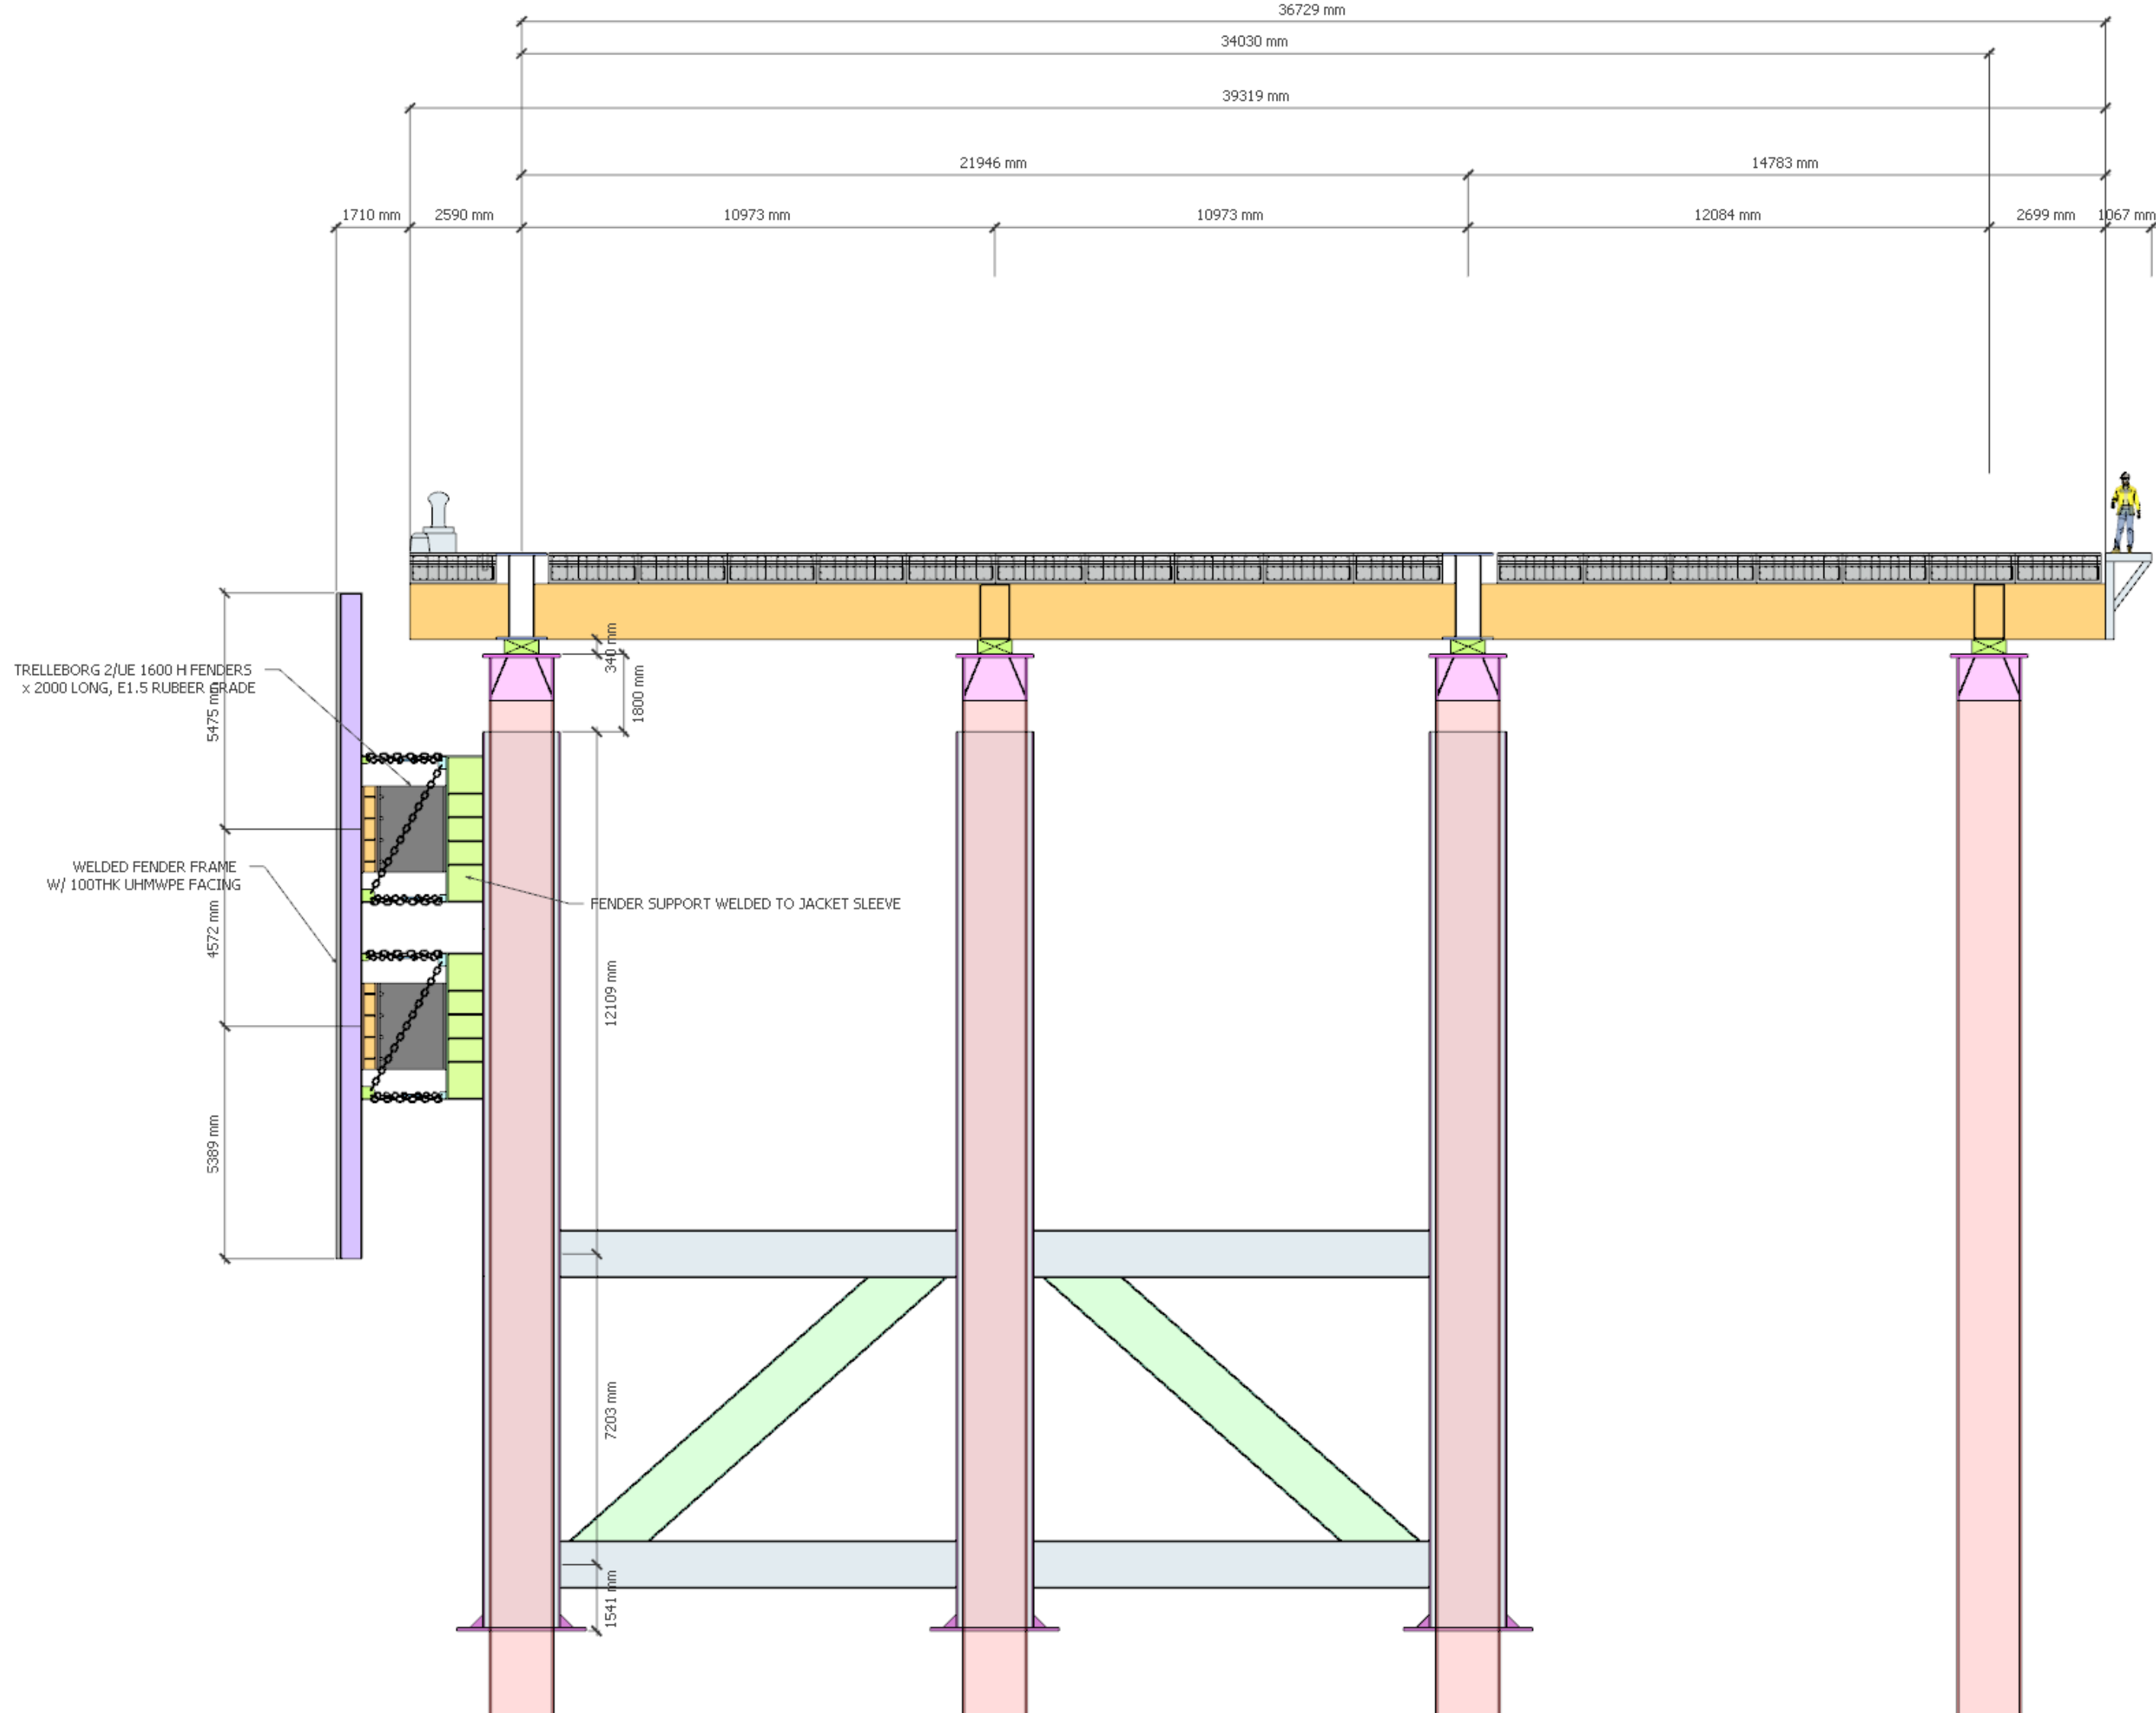 36729 mm
34030 mm
39319 mm
21946 mm
14783 mm
1710 mm
2590 mm
10973 mm
10973 mm
12084 mm
2699 mm
1067 mm
340 mm
1800 mm
TRELLEBORG 2/UE 1600 H FENDERS
x 2000 LONG, E1.5 RUBBER GRADE
5475 mm
WELDED FENDER FRAME
W/ 100THK UHMWPE FACING
FENDER SUPPORT WELDED TO JACKET SLEEVE
4572 mm
12109 mm
5389 mm
7203 mm
1541 mm